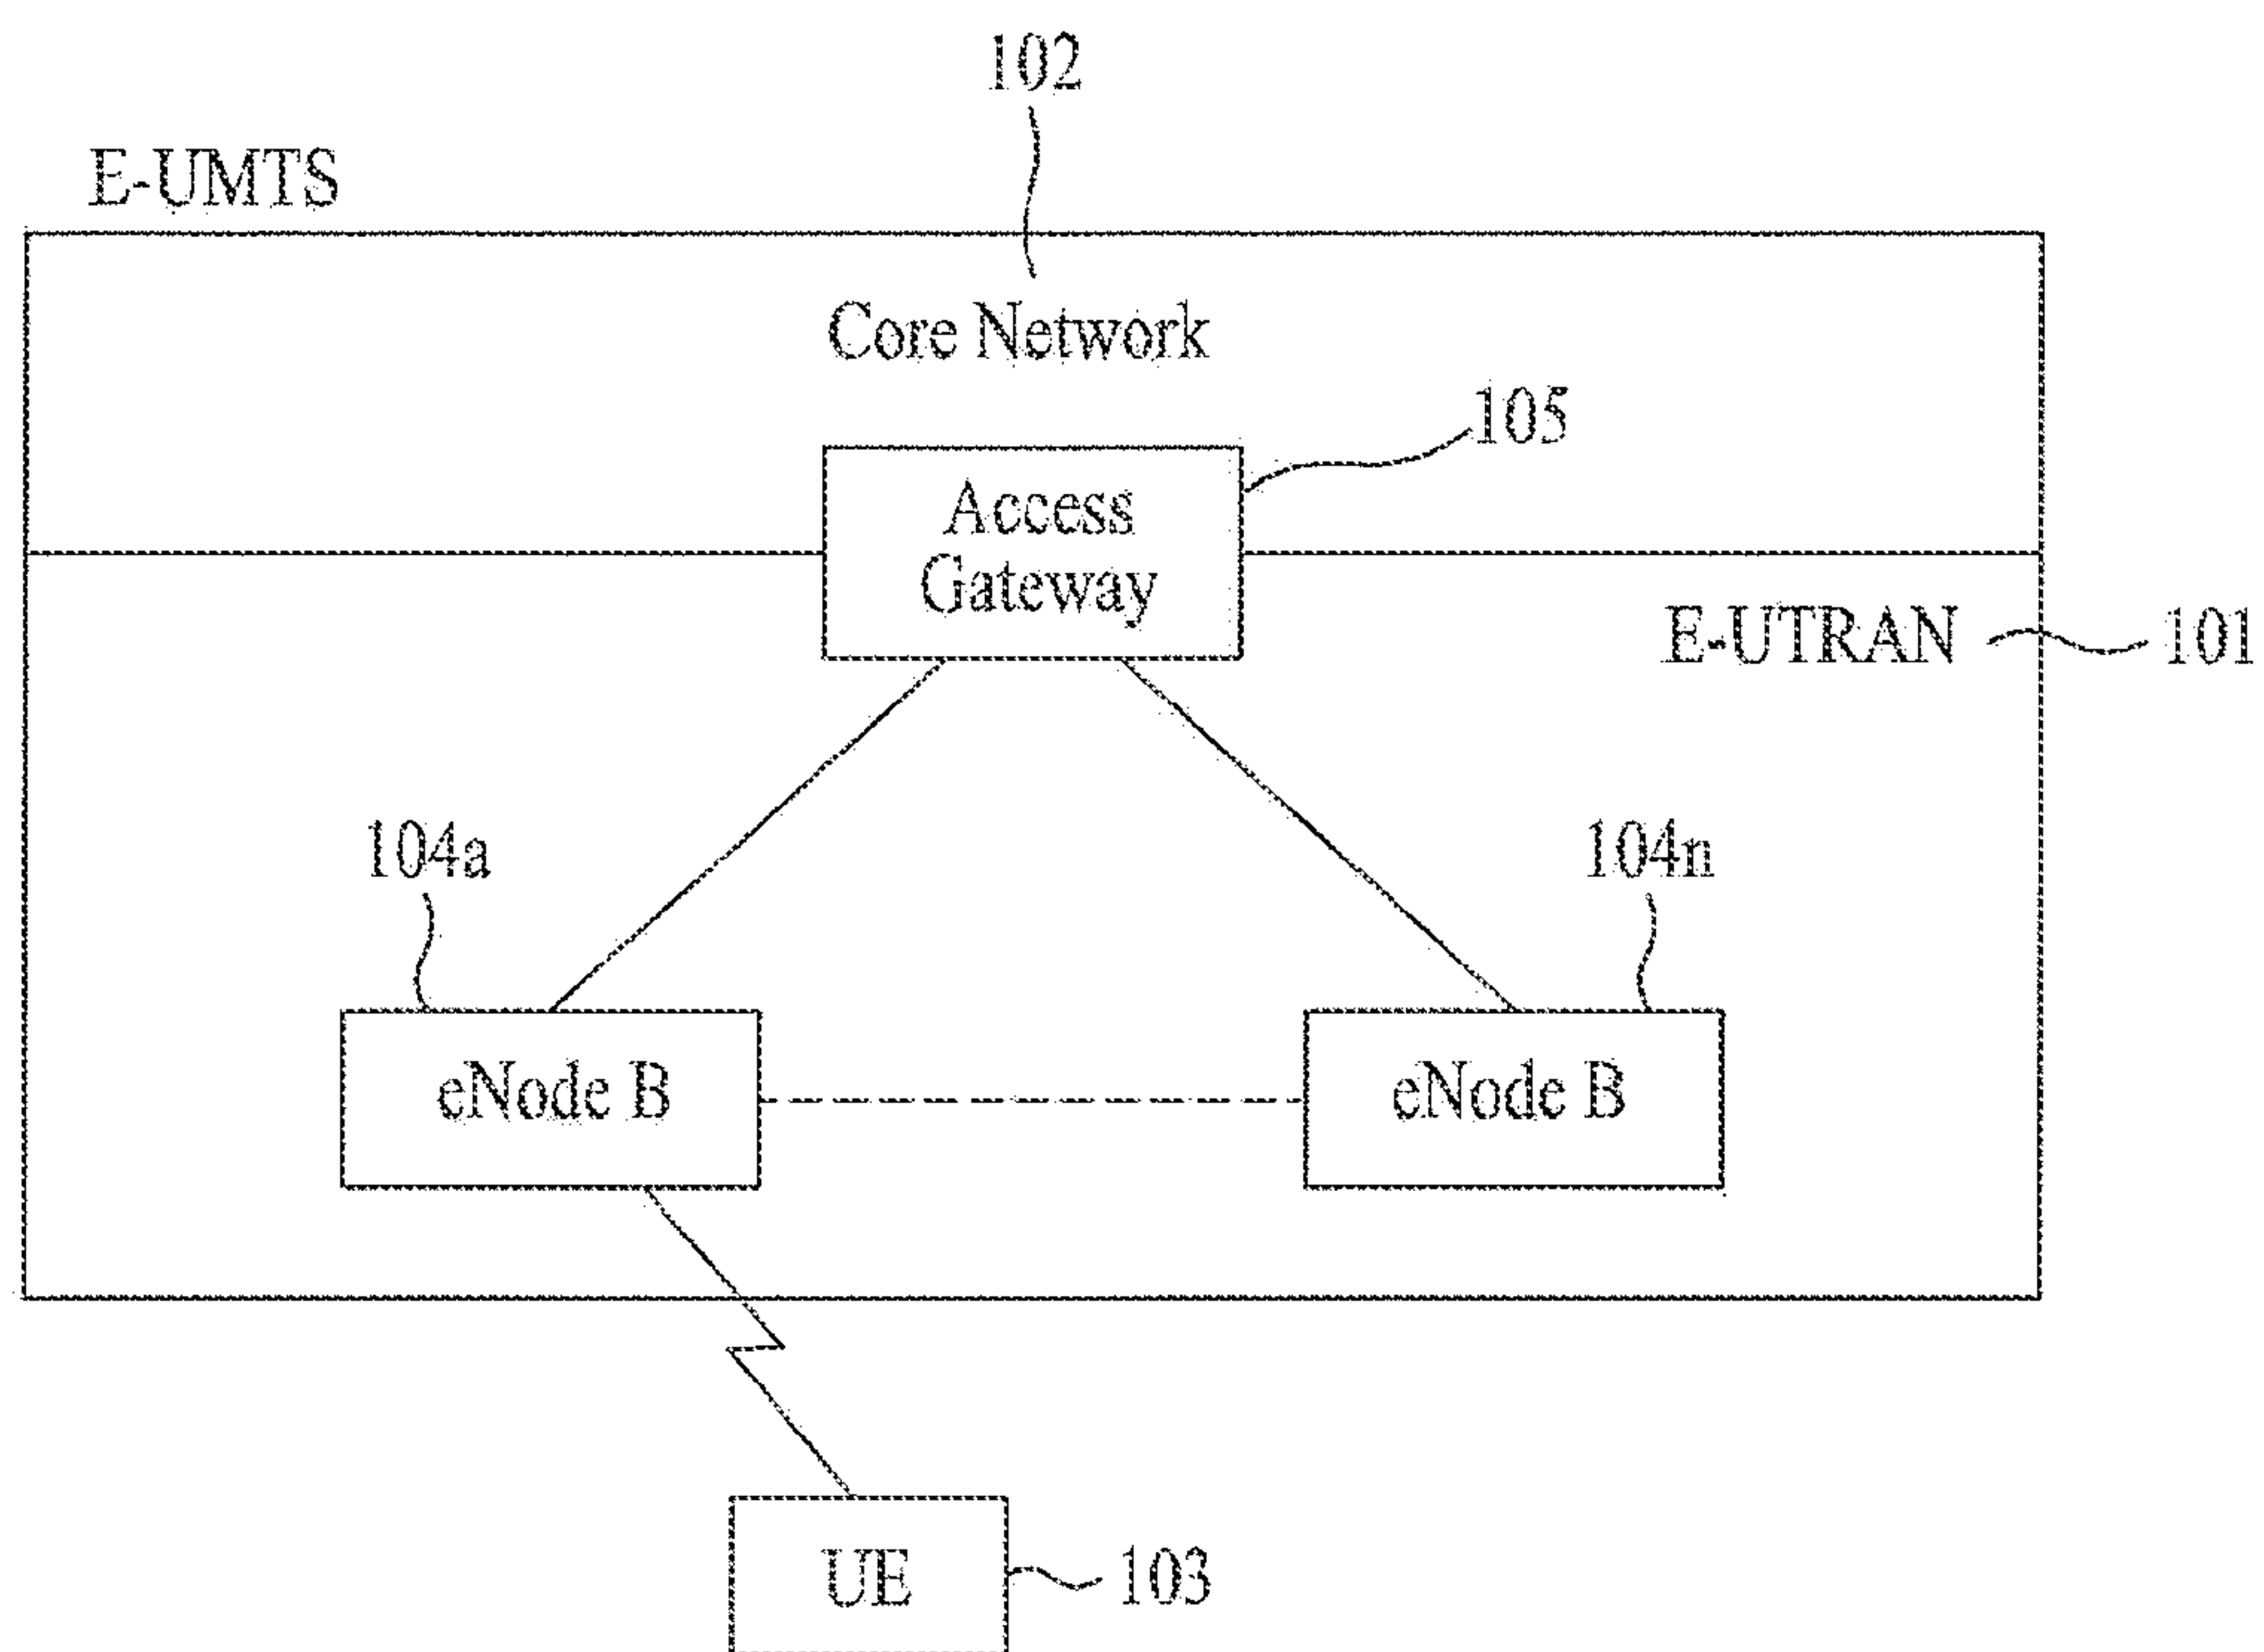 102
E-UMTS
Core Network
105
Access
Gateway
E-UTRAN
101
104a
104n
eNode B
eNode B
UE
103